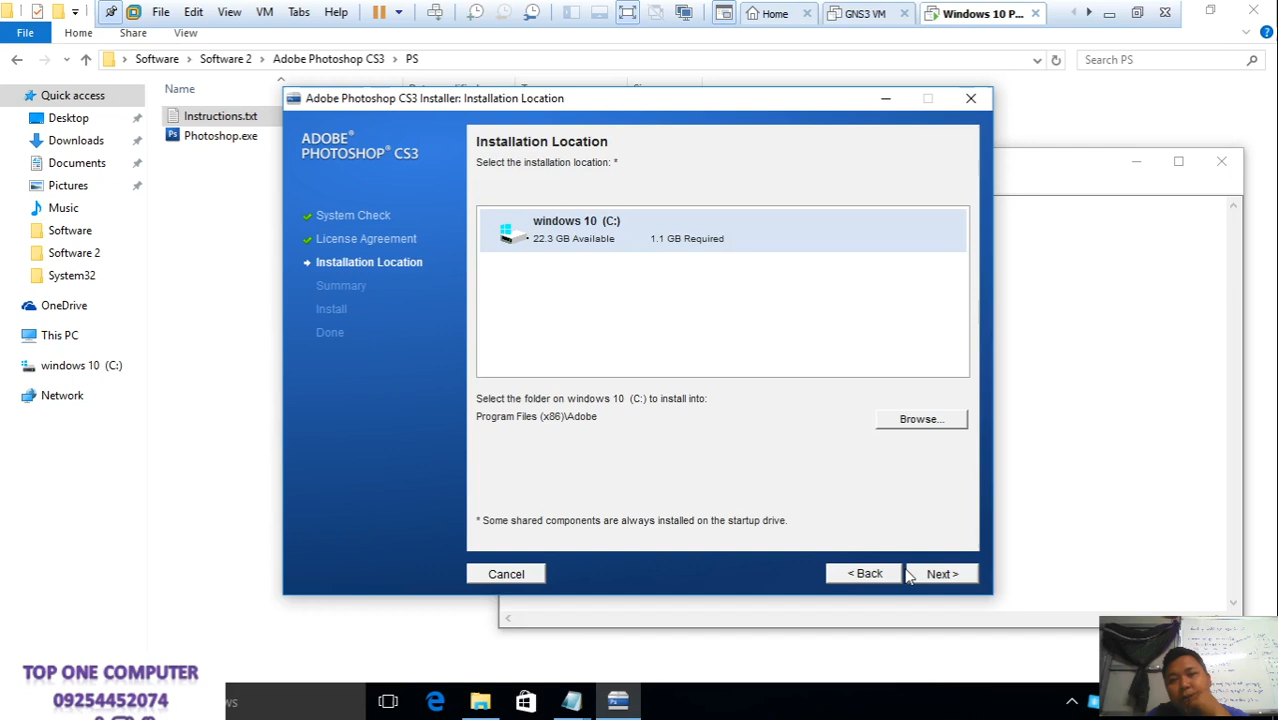 File Edit View VM Tabs Help
Home GNS3 VM Windows 10 P...
File Home Share View
Software Software 2 Adobe Photoshop CS3 PS
Search PS
Quick access
Desktop
Downloads
Documents
Pictures
Music
Software
Software 2
System32
OneDrive
This PC
windows 10 (C:)
Network
Name
Instructions.txt
Photoshop.exe
Adobe Photoshop CS3 Installer: Installation Location
ADOBE®
PHOTOSHOP® CS3
System Check
License Agreement
Installation Location
Summary
Install
Done
Installation Location
Select the installation location: *
windows 10 (C:)
22.3 GB Available 1.1 GB Required
Select the folder on windows 10 (C:) to install into:
Program Files (x86)\Adobe
Browse...
* Some shared components are always installed on the startup drive.
Cancel
< Back
Next >
TOP ONE COMPUTER
09254452074